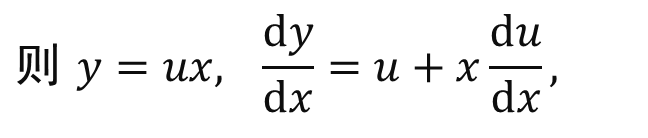 则 y = ux, dy/dx = u + x du/dx,